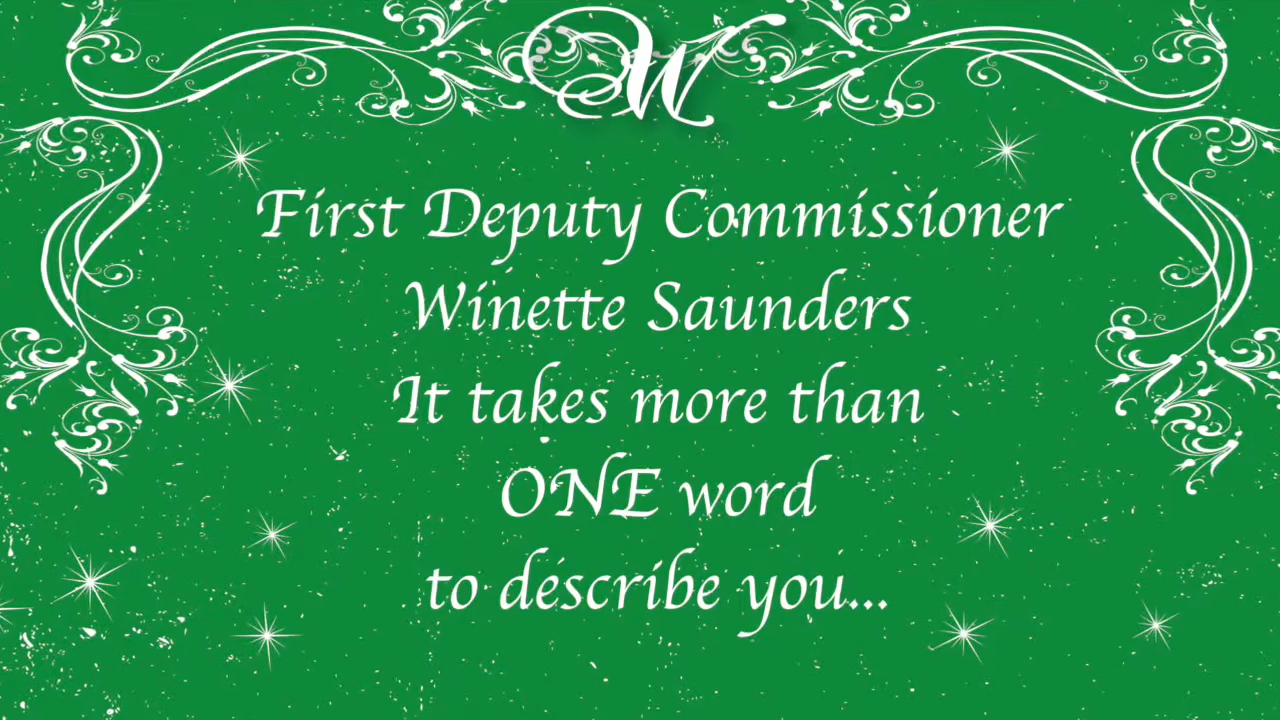 W
First Deputy Commissioner
Winette Saunders
It takes more than
ONE word
to describe you...